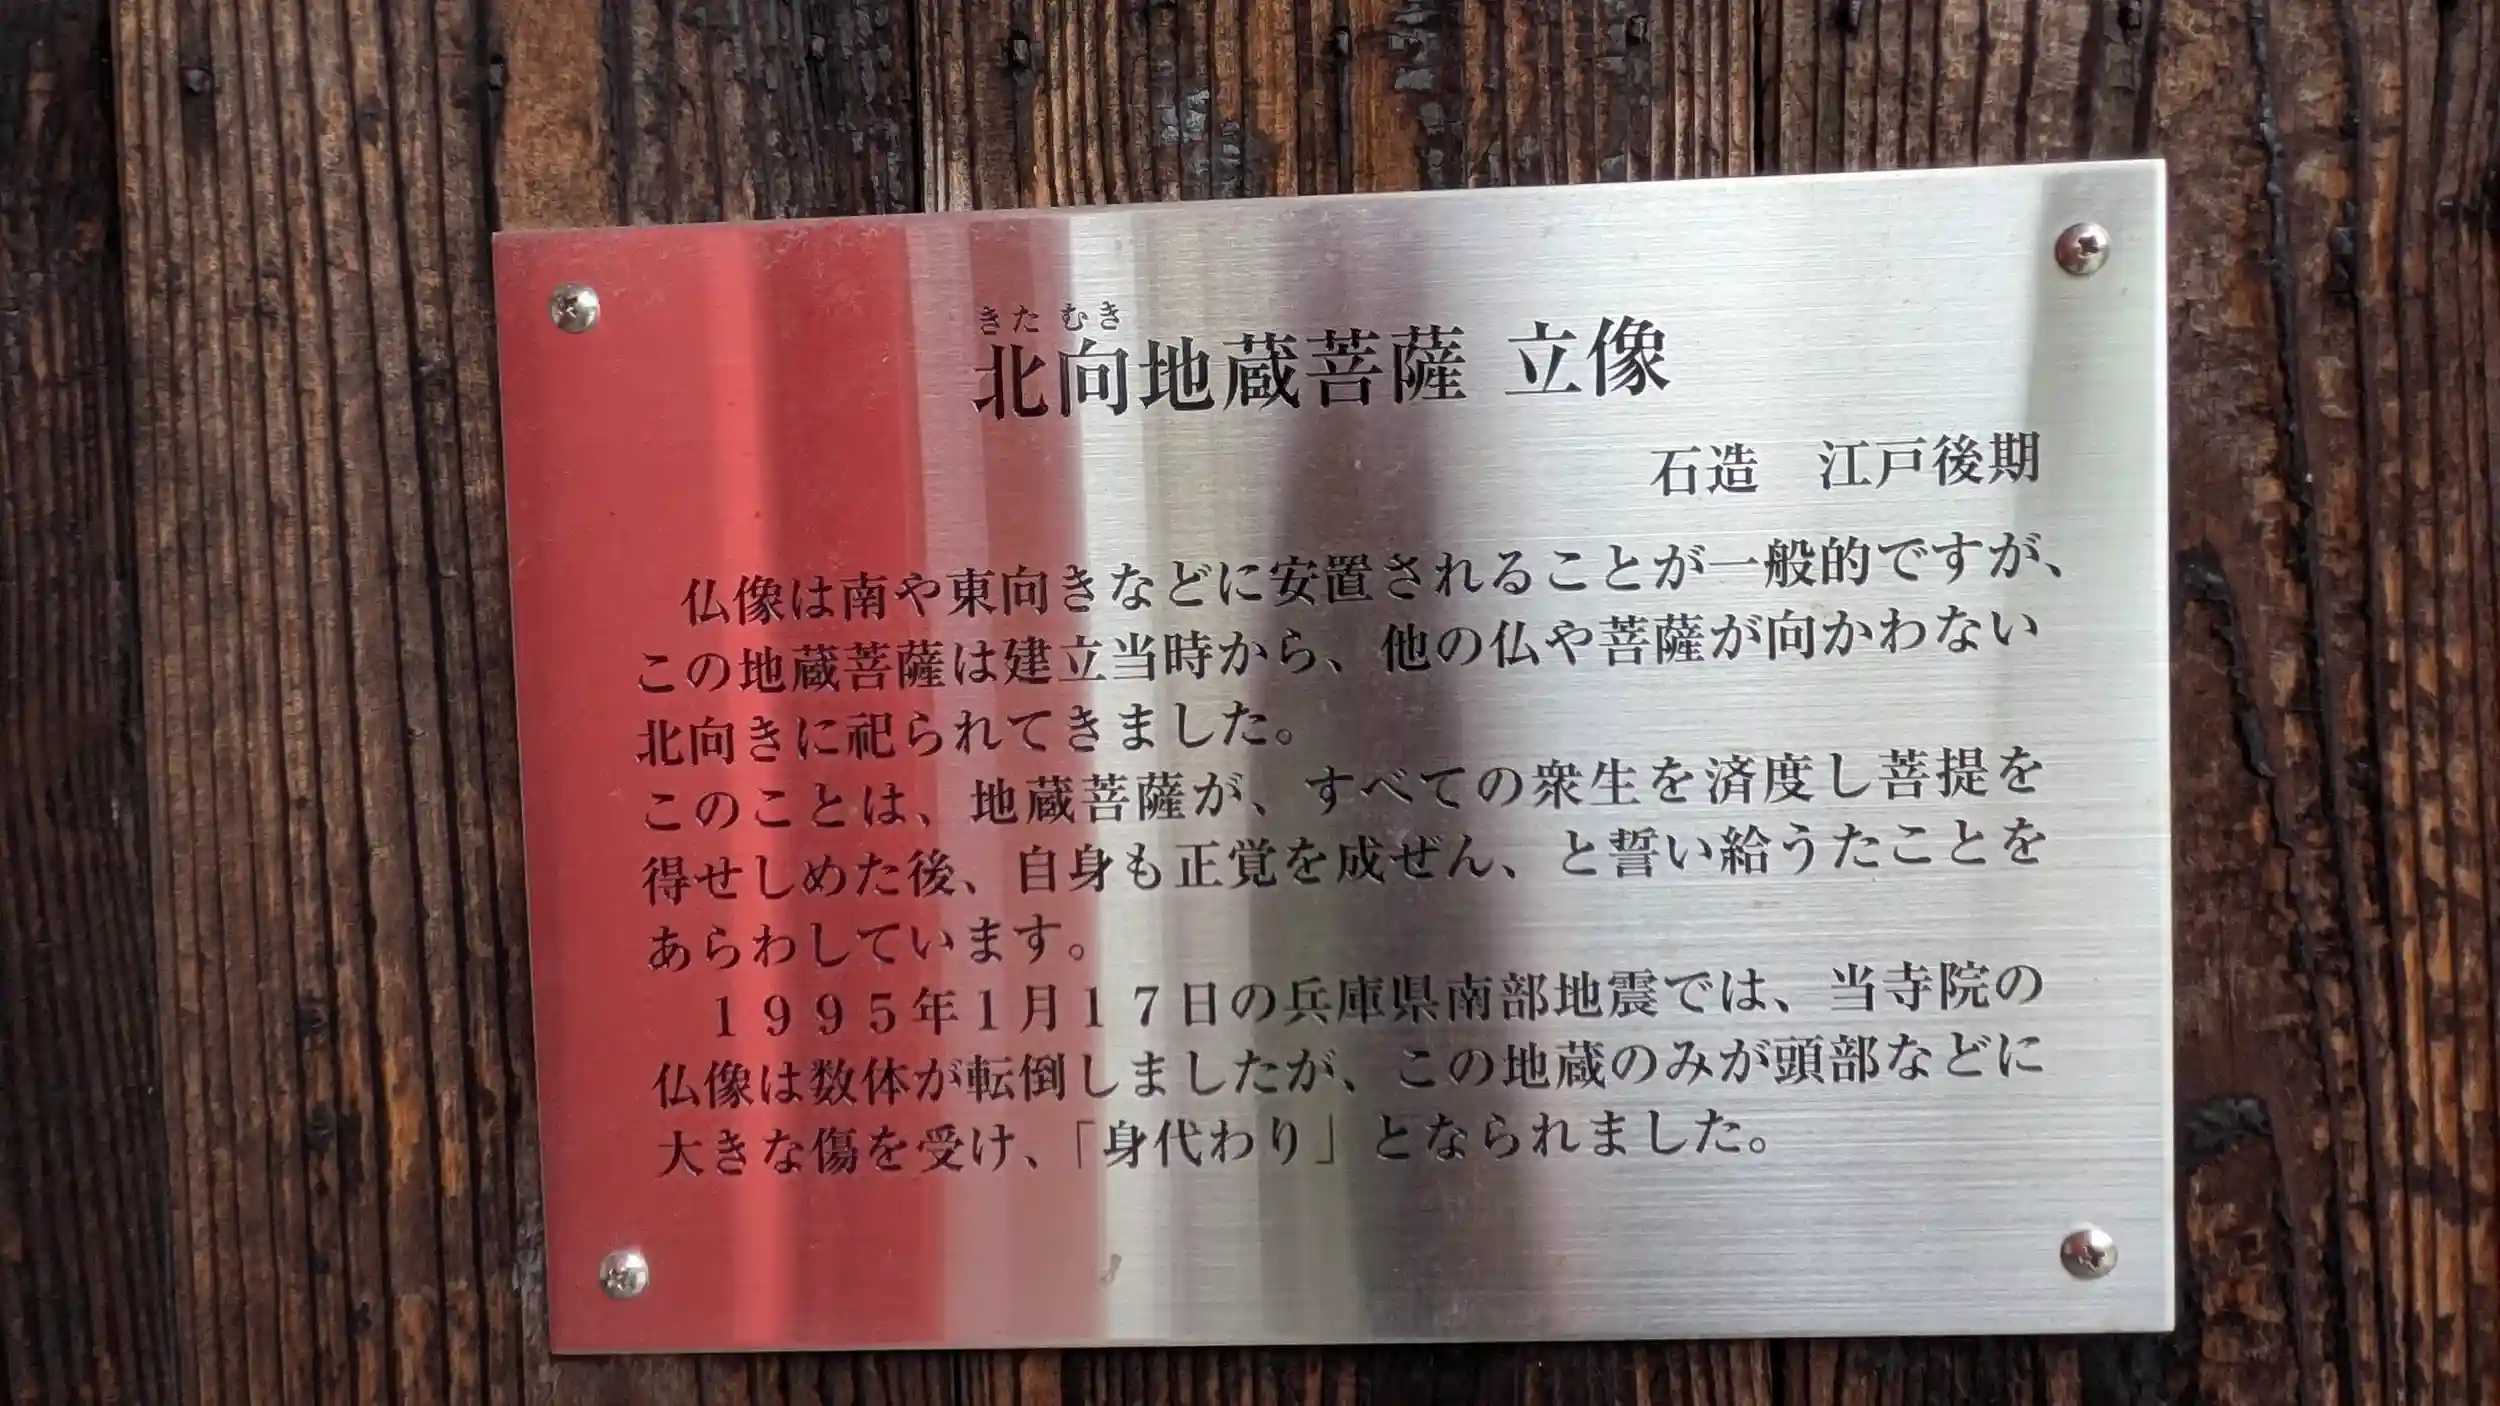 きた むき
北向地蔵菩薩 立像
石造　江戸後期
仏像は南や東向きなどに安置されることが一般的ですが、
この地蔵菩薩は建立当時から、他の仏や菩薩が向かわない
北向きに祀られてきました。
このことは、地蔵菩薩が、すべての衆生を済度し菩提を
得せしめた後、自身も正覚を成ぜん、と誓い給うたことを
あらわしています。
１９９５年１月１７日の兵庫県南部地震では、当寺院の
仏像は数体が転倒しましたが、この地蔵のみが頭部などに
大きな傷を受け、「身代わり」となられました。